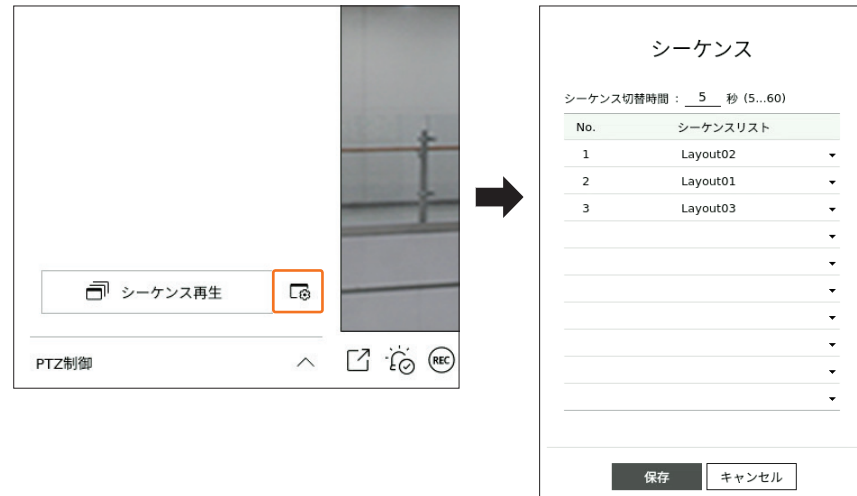 シーケンス再生
PTZ制御
REC
シーケンス
シーケンス切替時間 : 5 秒 (5...60)
No. シーケンスリスト
1 Layout02
2 Layout01
3 Layout03
保存 キャンセル